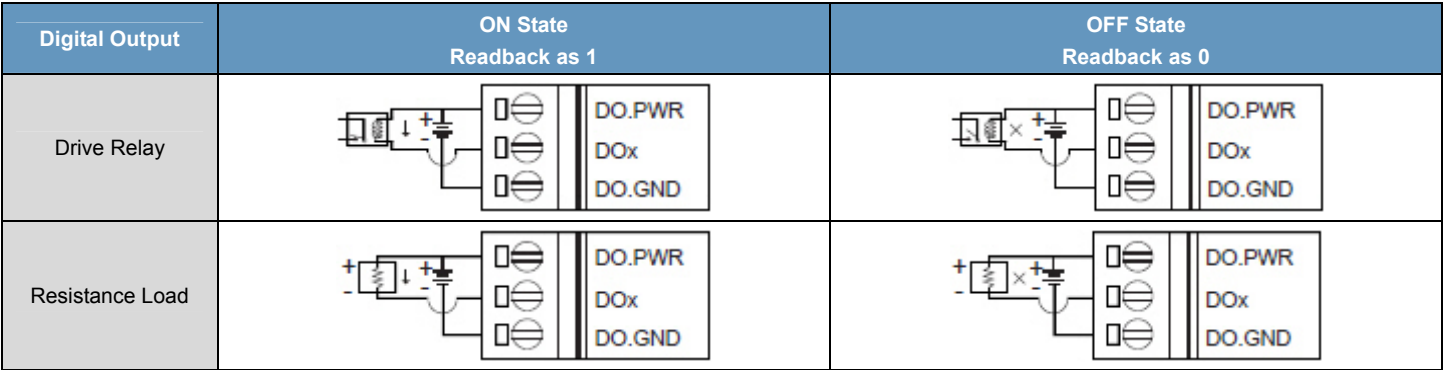 Digital Output
ON State
Readback as 1
OFF State
Readback as 0
Drive Relay
+
-
DO.PWR
DOx
DO.GND
+
-
DO.PWR
DOx
DO.GND
Resistance Load
+
-
+
-
DO.PWR
DOx
DO.GND
+
-
+
-
DO.PWR
DOx
DO.GND